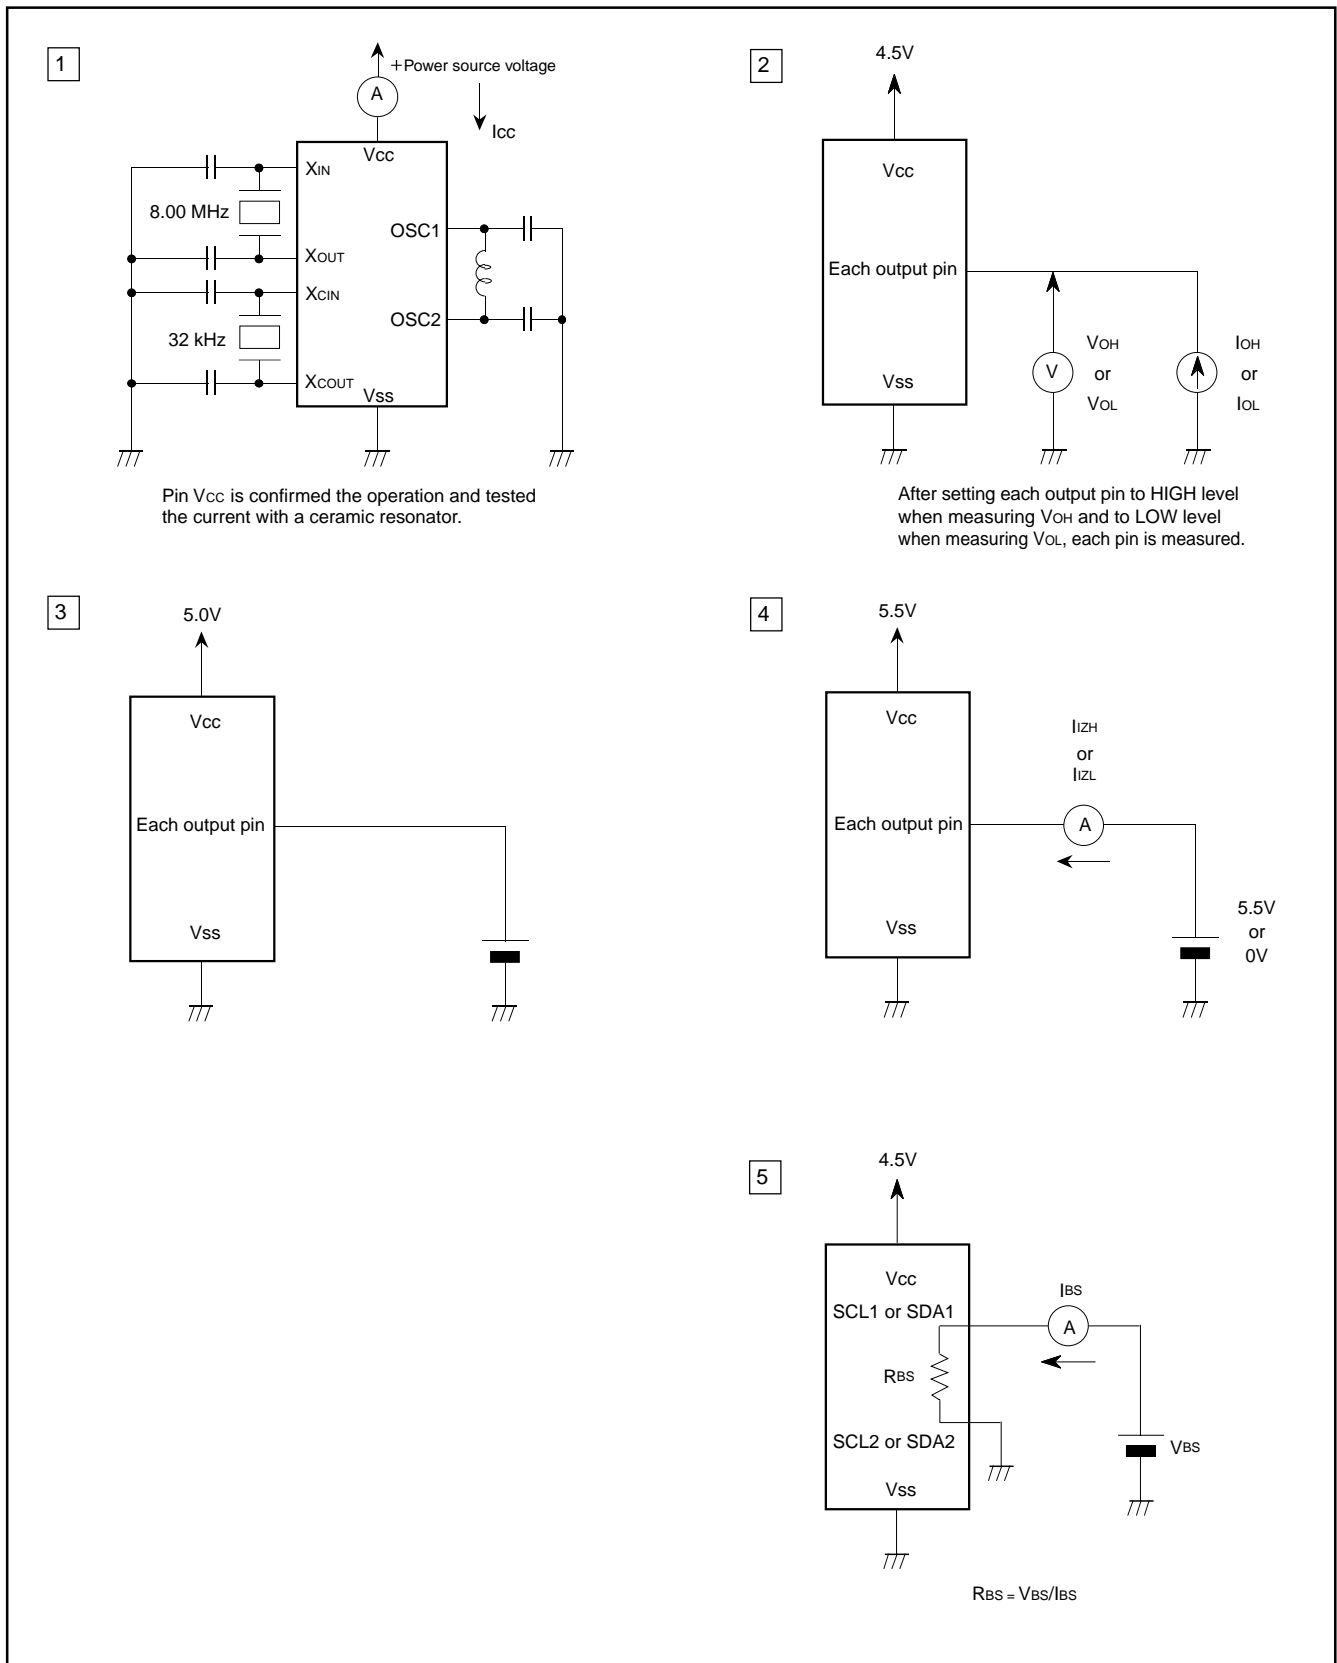 1
+Power source voltage
A
Icc
Vcc
XIN
8.00 MHz
OSC1
XOUT
XCIN
OSC2
32 kHz
XCOUT
Vss
Pin VCC is confirmed the operation and tested
the current with a ceramic resonator.
2
4.5V
Vcc
Each output pin
VOH
or
VOL
V
IOH
or
IOL
Vss
After setting each output pin to HIGH level
when measuring VOH and to LOW level
when measuring VOL, each pin is measured.
3
5.0V
Vcc
Each output pin
Vss
4
5.5V
Vcc
IIZH
or
IIZL
Each output pin
A
Vss
5.5V
or
0V
5
4.5V
Vcc
SCL1 or SDA1
IBS
A
RBS
SCL2 or SDA2
VBS
Vss
RBS = VBS/IBS